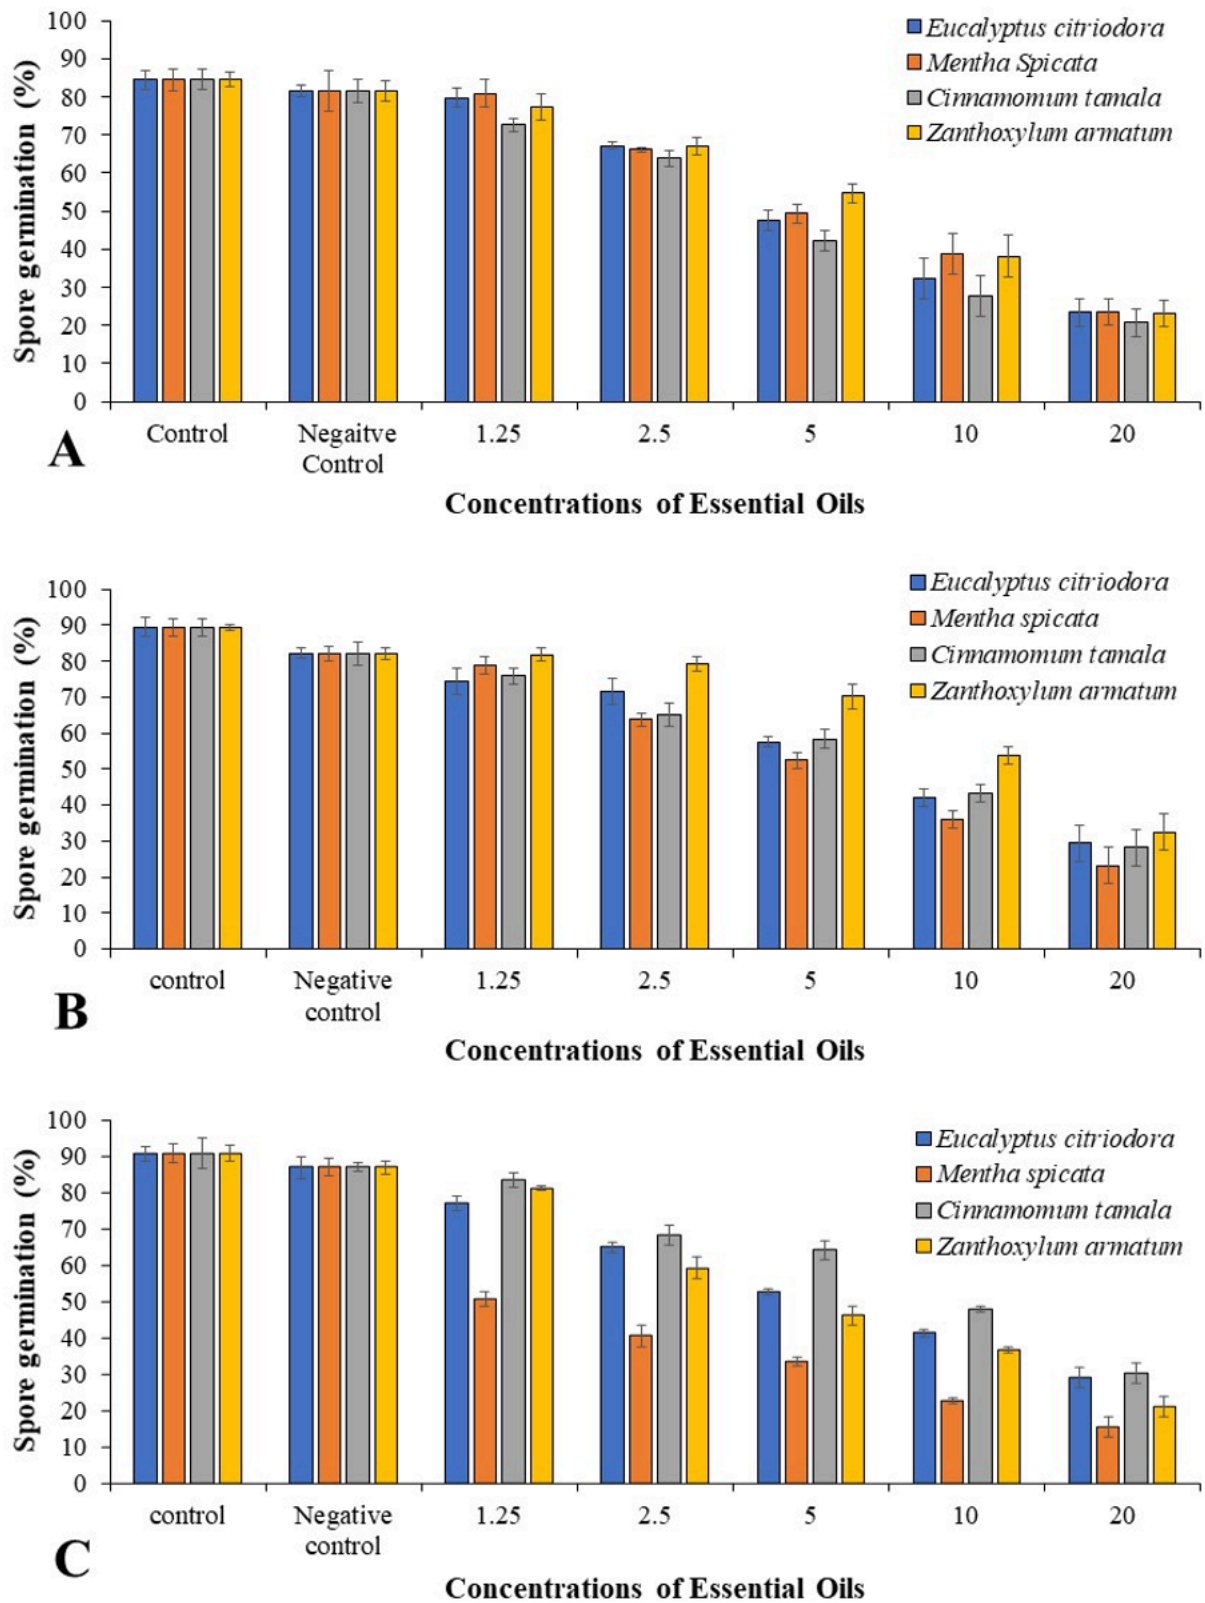 100
90
80
70
60
50
40
30
20
10
0
Spore germination (%)
Eucalyptus citriodora
Mentha Spicata
Cinnamomum tamala
Zanthoxylum armatum
Control
Negaitve
Control
1.25
2.5
5
10
20
A
Concentrations of Essential Oils
100
90
80
70
60
50
40
30
20
10
0
Spore germination (%)
Eucalyptus citriodora
Mentha spicata
Cinnamomum tamala
Zanthoxylum armatum
control
Negative
control
1.25
2.5
5
10
20
B
Concentrations of Essential Oils
100
90
80
70
60
50
40
30
20
10
0
Spore germination (%)
Eucalyptus citriodora
Mentha spicata
Cinnamomum tamala
Zanthoxylum armatum
control
Negative
control
1.25
2.5
5
10
20
C
Concentrations of Essential Oils